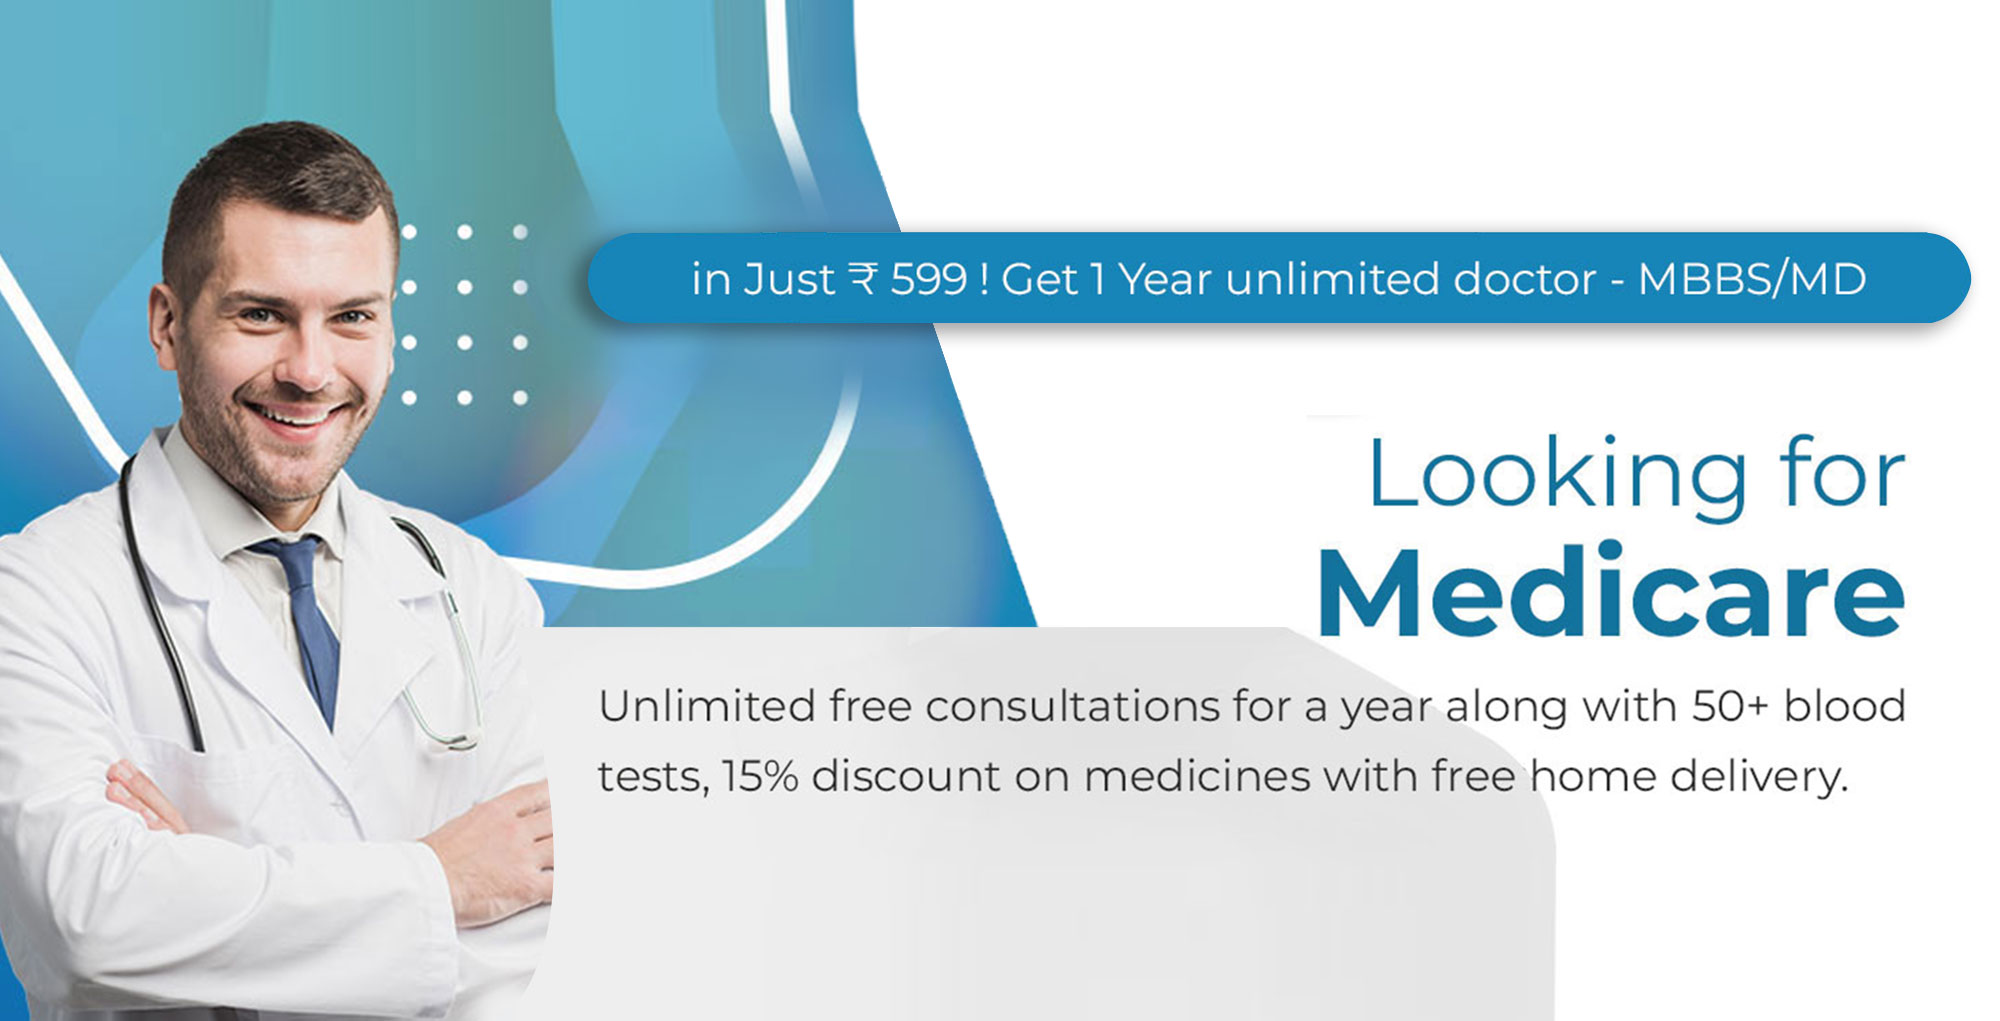 in Just ₹ 599 ! Get 1 Year unlimited doctor - MBBS/MD
Looking for
Medicare
Unlimited free consultations for a year along with 50+ blood
tests, 15% discount on medicines with free home delivery.